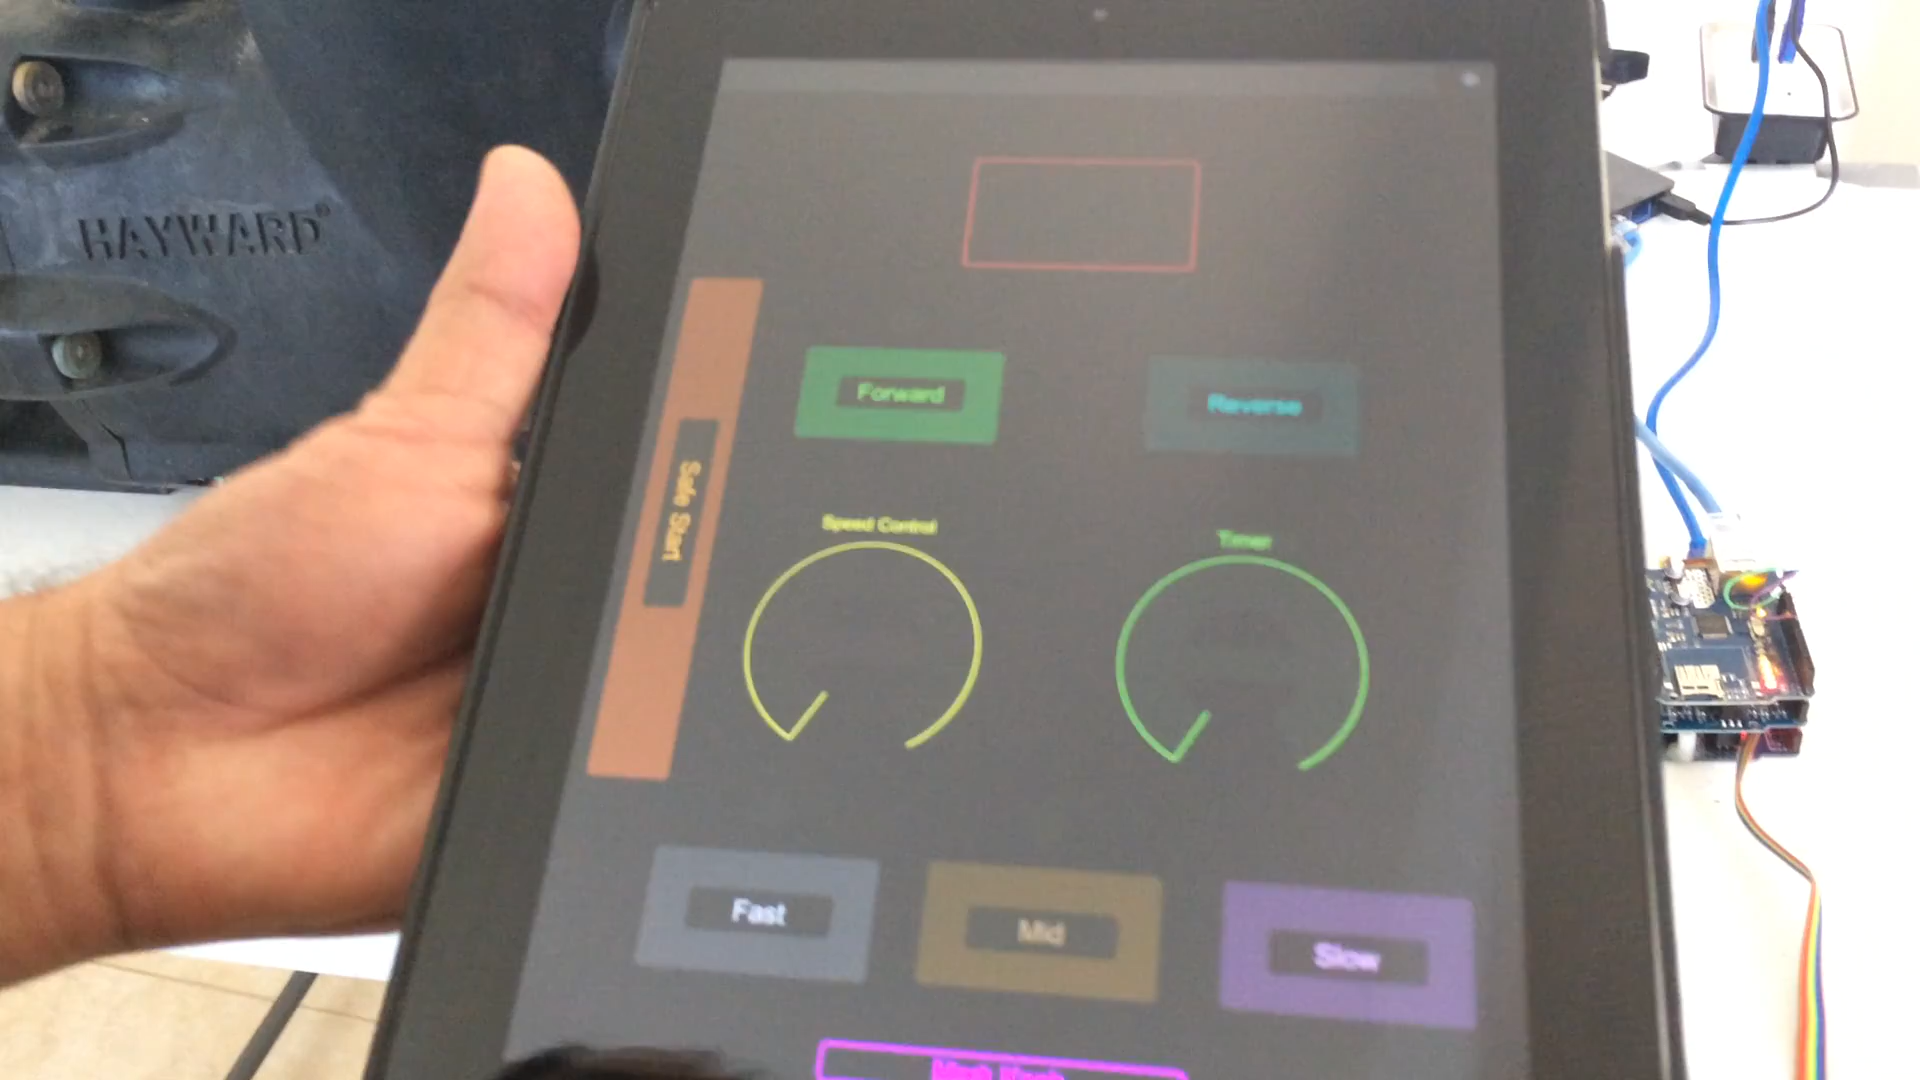 HAYWARD®
Forward
Reverse
Safe Start
Speed Control
Timer
Fast
Mid
Slow